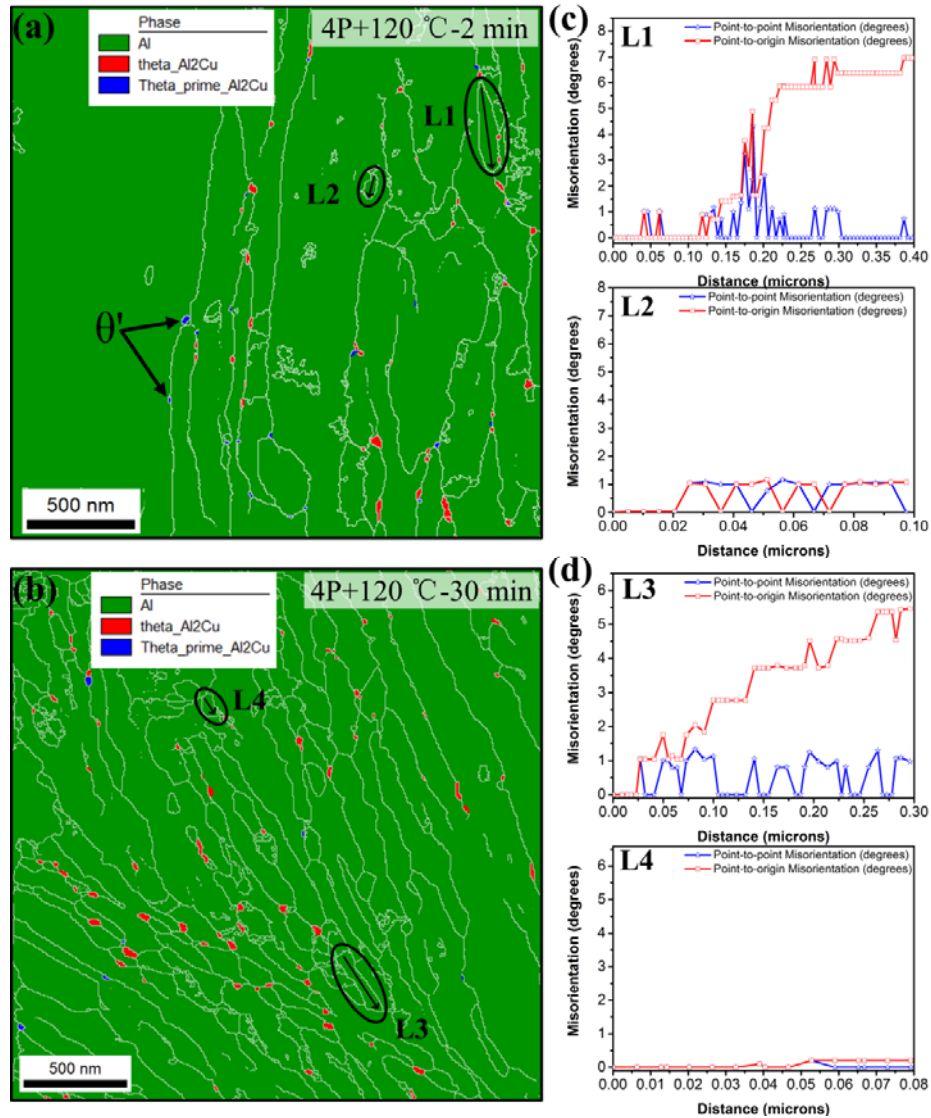 (a)
Phase
Al
theta_Al2Cu
Theta_prime_Al2Cu
4P+120 ℃-2 min
L1
L2
θ'
500 nm
(b)
Phase
Al
theta_Al2Cu
Theta_prime_Al2Cu
4P+120 ℃-30 min
L4
L3
500 nm
(c)
L1
Point-to-point Misorientation (degrees)
Point-to-origin Misorientation (degrees)
Misorientation (degrees)
8
7
6
5
4
3
2
1
0
0.00 0.05 0.10 0.15 0.20 0.25 0.30 0.35 0.40
Distance (microns)
L2
Point-to-point Misorientation (degrees)
Point-to-origin Misorientation (degrees)
Misorientation (degrees)
8
7
6
5
4
3
2
1
0
0.00 0.02 0.04 0.06 0.08 0.10
Distance (microns)
(d)
L3
Point-to-point Misorientation (degrees)
Point-to-origin Misorientation (degrees)
Misorientation (degrees)
6
5
4
3
2
1
0
0.00 0.05 0.10 0.15 0.20 0.25 0.30
Distance (microns)
L4
Point-to-point Misorientation (degrees)
Point-to-origin Misorientation (degrees)
Misorientation (degrees)
6
5
4
3
2
1
0
0.00 0.01 0.02 0.03 0.04 0.05 0.06 0.07 0.08
Distance (microns)